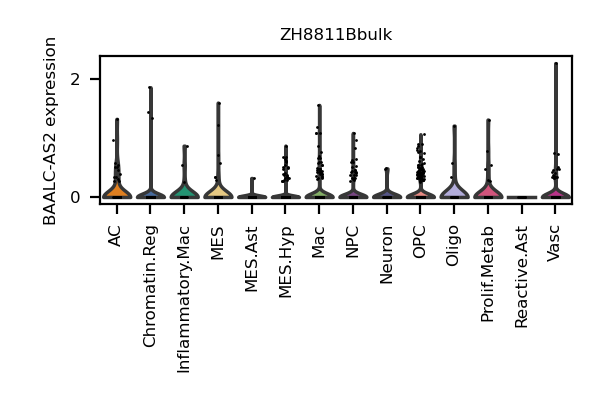 ZH8811Bbulk
BAALC-AS2 expression
2
0
AC
Chromatin.Reg
Inflammatory.Mac
MES
MES.Ast
MES.Hyp
Mac
NPC
Neuron
OPC
Oligo
Prolif.Metab
Reactive.Ast
Vasc